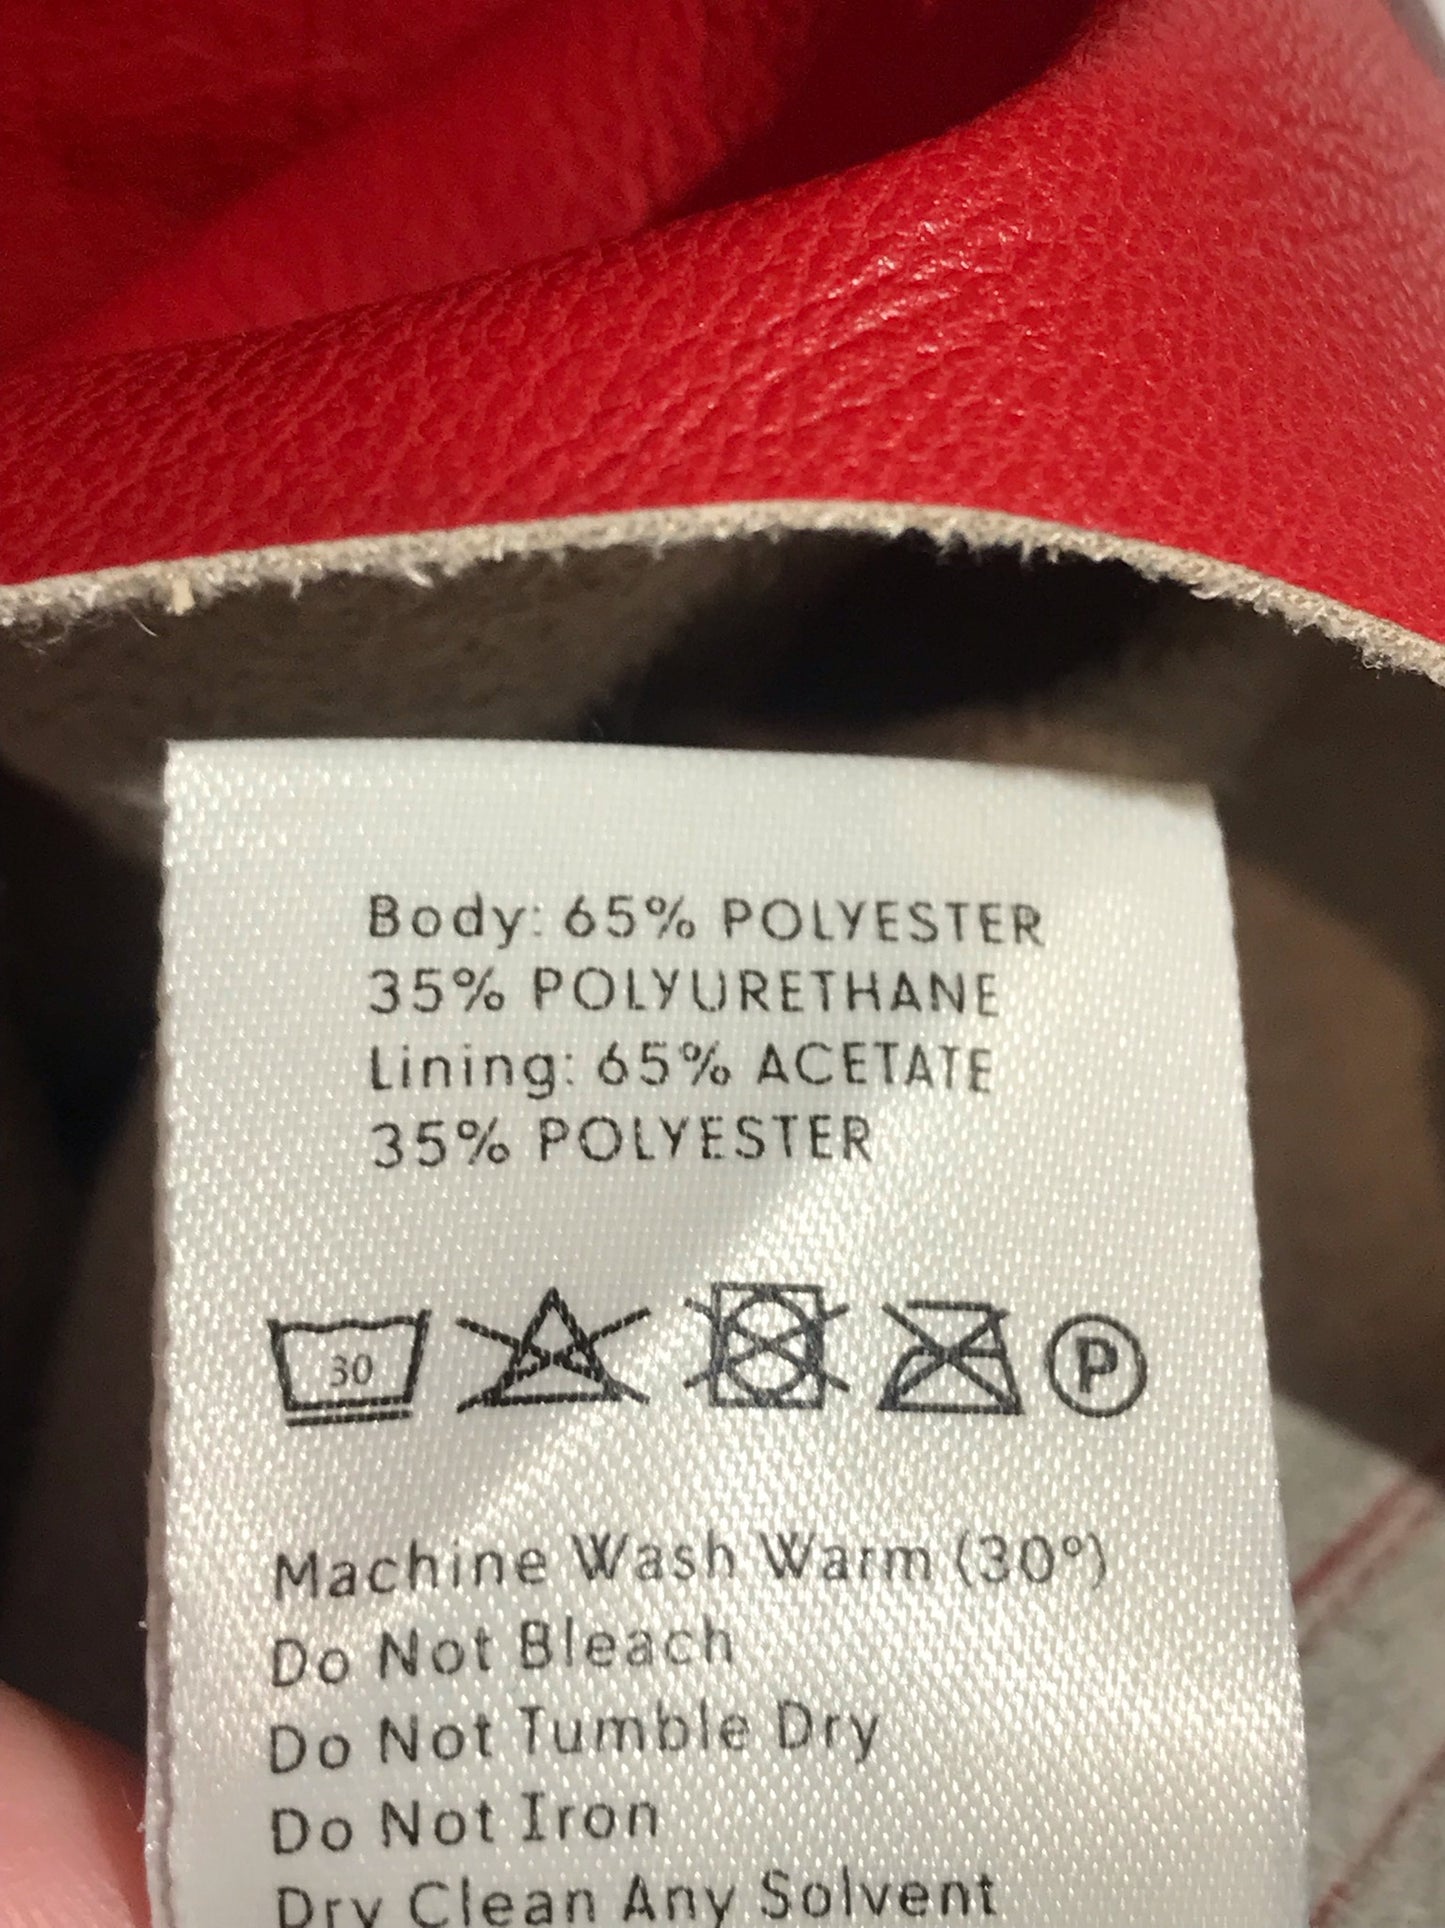 Body: 65% POLYESTER
35% POLYURETHANE
Lining: 65% ACETATE
35% POLYESTER
30 P
Machine Wash Warm (30°)
Do Not Bleach
Do Not Tumble Dry
Do Not Iron
Dry Clean Any Solvent